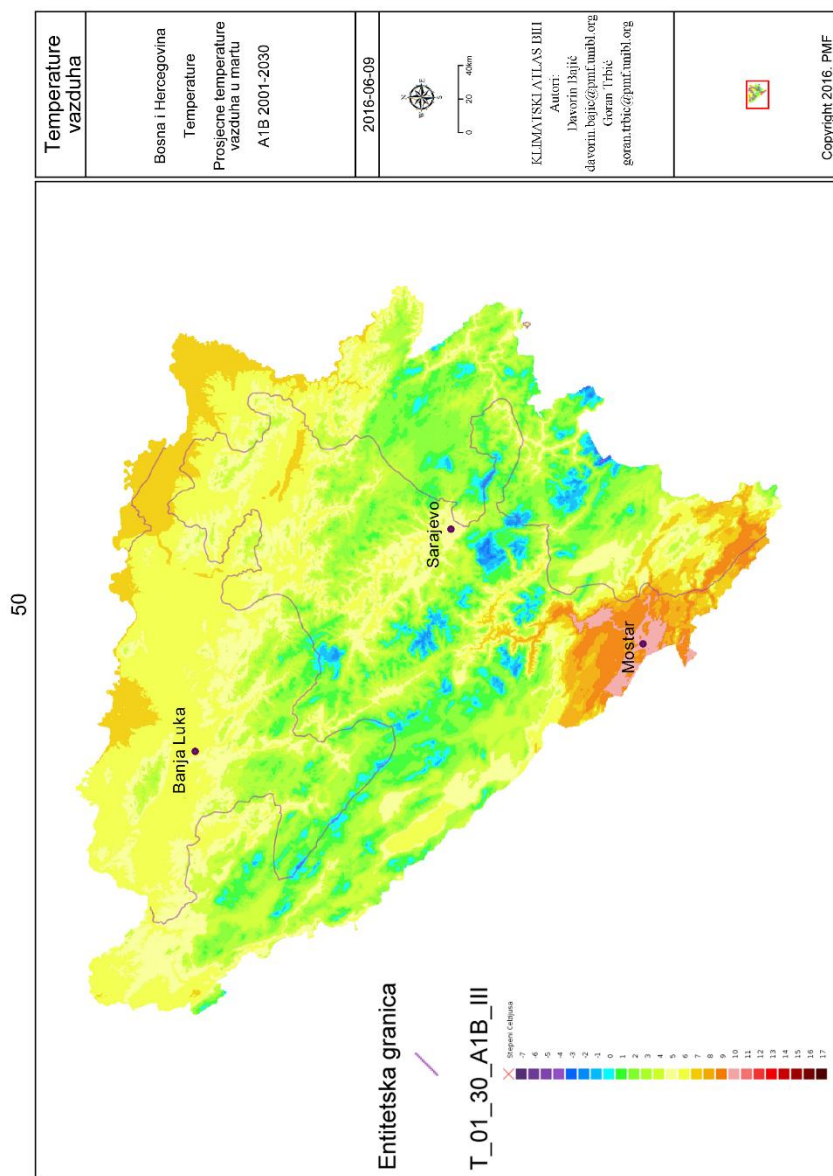 50
Temperature
vazduha
Bosna i Hercegovina
Temperature
Prosjecne temperature
vazduha u martu
A1B 2001-2030
2016-06-09
N
E
S
W
0 20 40km
KLIMATSKI ATLAS BIH
Autori:
Davorin Bajić
davorin.bajic@pmf.unibl.org
Goran Trbić
goran.trbic@pmf.unibl.org
Copyright 2016. PMF
Banja Luka
Sarajevo
Mostar
Entitetska granica
T_01_30_A1B_III
Stepeni Celzijusa
-7
-6
-5
-4
-3
-2
-1
0
1
2
3
4
5
6
7
8
9
10
11
12
13
14
15
16
17